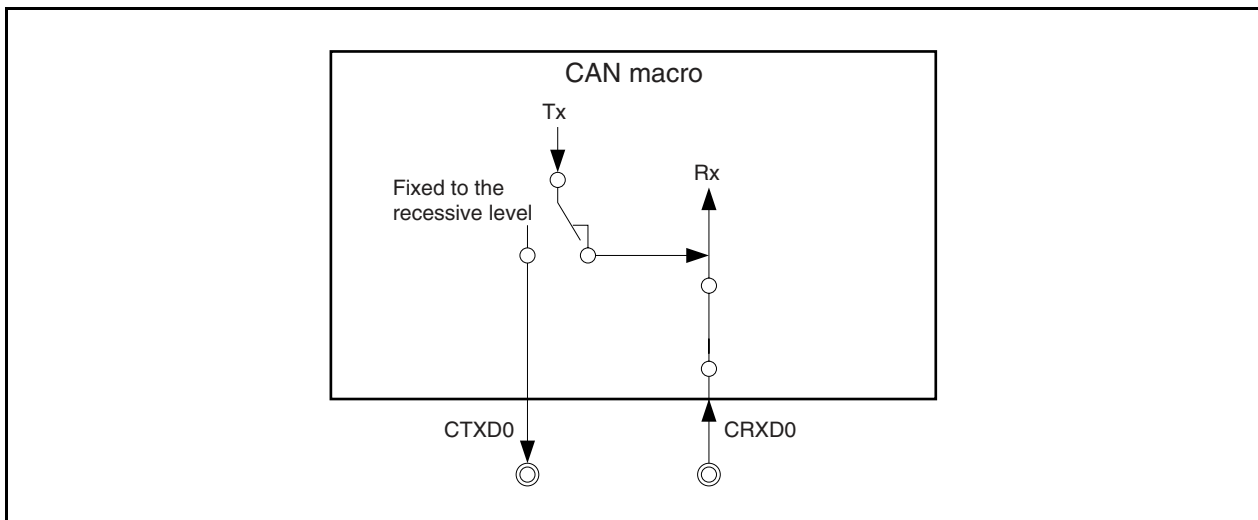 CAN macro
Tx
Rx
Fixed to the
recessive level
CTXD0
CRXD0